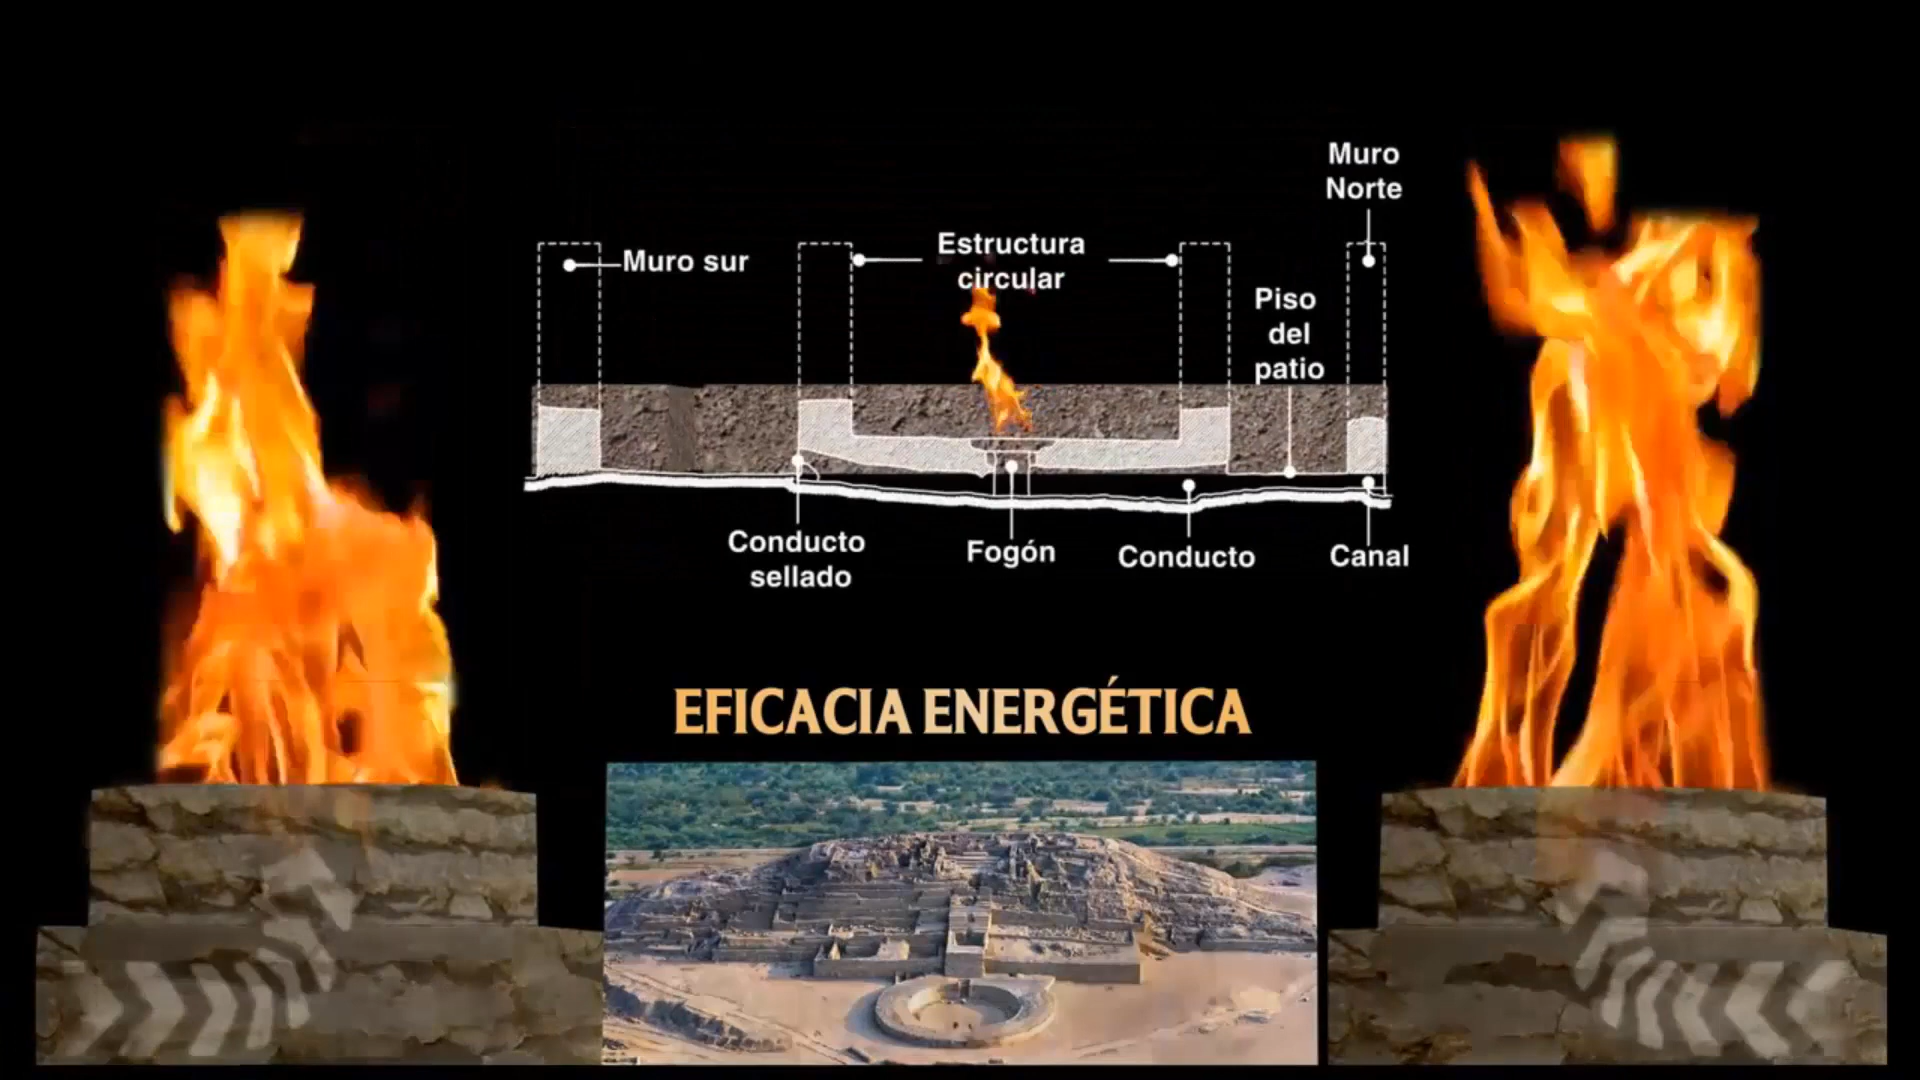 Muro
Norte
Muro sur
Estructura
circular
Piso
del
patio
Conducto
sellado
Fogón
Conducto
Canal
EFICACIA ENERGÉTICA